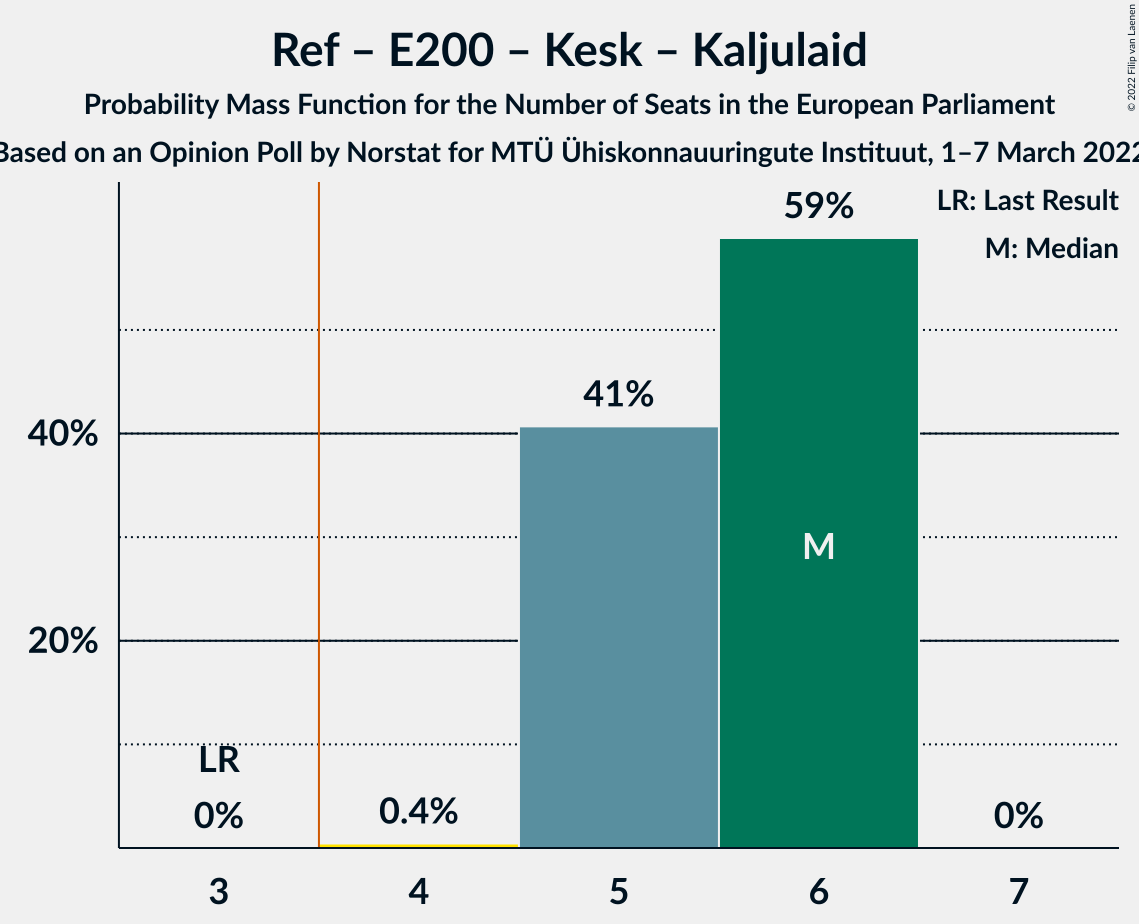 Ref – E200 – Kesk – Kaljulaid
Probability Mass Function for the Number of Seats in the European Parliament
Based on an Opinion Poll by Norstat for MTÜ Ühiskonnauuringute Instituut, 1–7 March 2022
© 2022 Filip van Laenen
LR: Last Result
M: Median
59%
41%
40%
M
20%
LR
0%
0.4%
0%
3
4
5
6
7